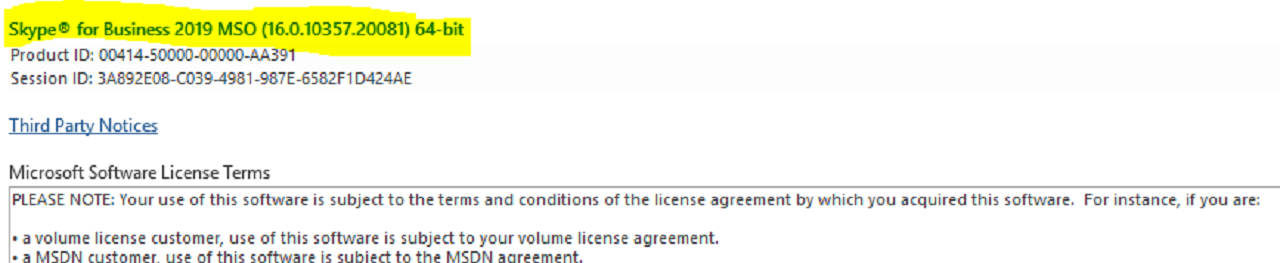 Skype® for Business 2019 MSO (16.0.10357.20081) 64-bit
Product ID: 00414-50000-00000-AA391
Session ID: 3A892E08-C039-4981-987E-6582F1D424AE
Third Party Notices
Microsoft Software License Terms
PLEASE NOTE: Your use of this software is subject to the terms and conditions of the license agreement by which you acquired this software.  For instance, if you are:
• a volume license customer, use of this software is subject to your volume license agreement.
• a MSDN customer, use of this software is subject to the MSDN agreement.